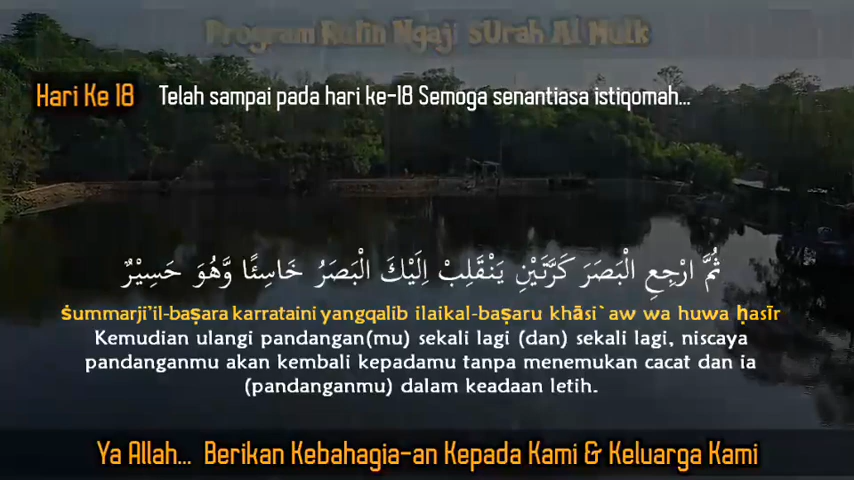 Program Rutin Ngaji sUrah Al Mulk
Hari Ke 18 Telah sampai pada hari ke-18 Semoga senantiasa istiqomah...
ثُمَّ ارْجِعِ الْبَصَرَ كَرَّتَيْنِ يَنْقَلِبْ اِلَيْكَ الْبَصَرُ خَاسِئًا وَّهُوَ حَسِيْرٌ
ṡummarji'il-baṣara karrataini yangqalib ilaikal-baṣaru khāsi`aw wa huwa ḥasīr
Kemudian ulangi pandangan(mu) sekali lagi (dan) sekali lagi, niscaya
pandanganmu akan kembali kepadamu tanpa menemukan cacat dan ia
(pandanganmu) dalam keadaan letih.
Ya Allah... Berikan Kebahagia-an Kepada Kami & Keluarga Kami